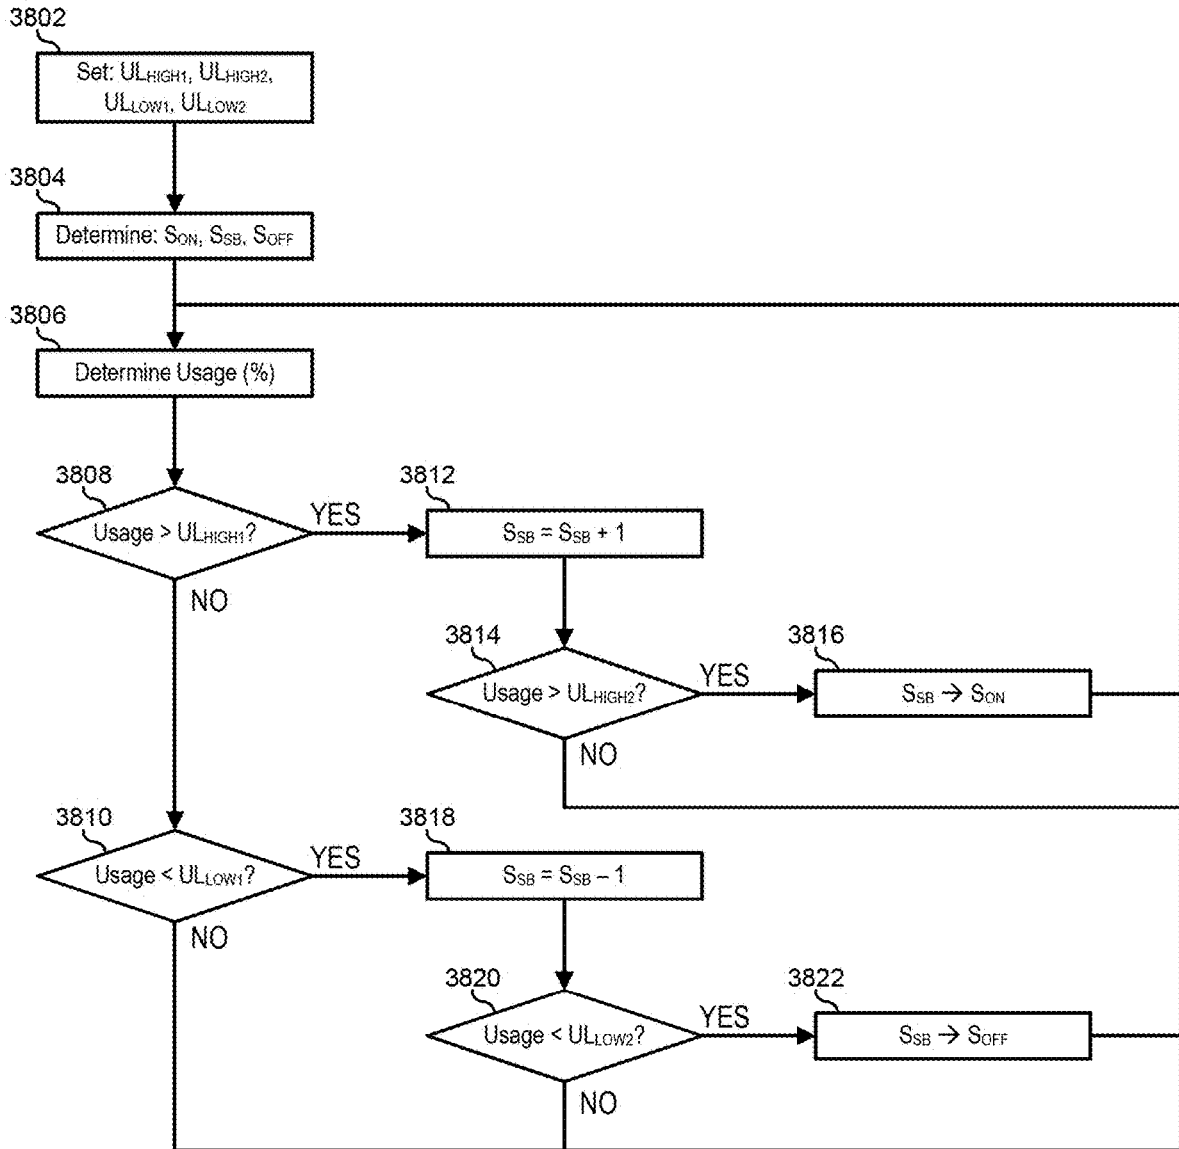 3802
Set: ULHIGH1, ULHIGH2,
ULLOW1, ULLOW2
3804
Determine: SON, SSB, SOFF
3806
Determine Usage (%)
3808
Usage > ULHIGH1?
YES
NO
3812
SSB = SSB + 1
3814
Usage > ULHIGH2?
YES
NO
3816
SSB → SON
3810
Usage < ULLOW1?
YES
NO
3818
SSB = SSB – 1
3820
Usage < ULLOW2?
YES
NO
3822
SSB → SOFF